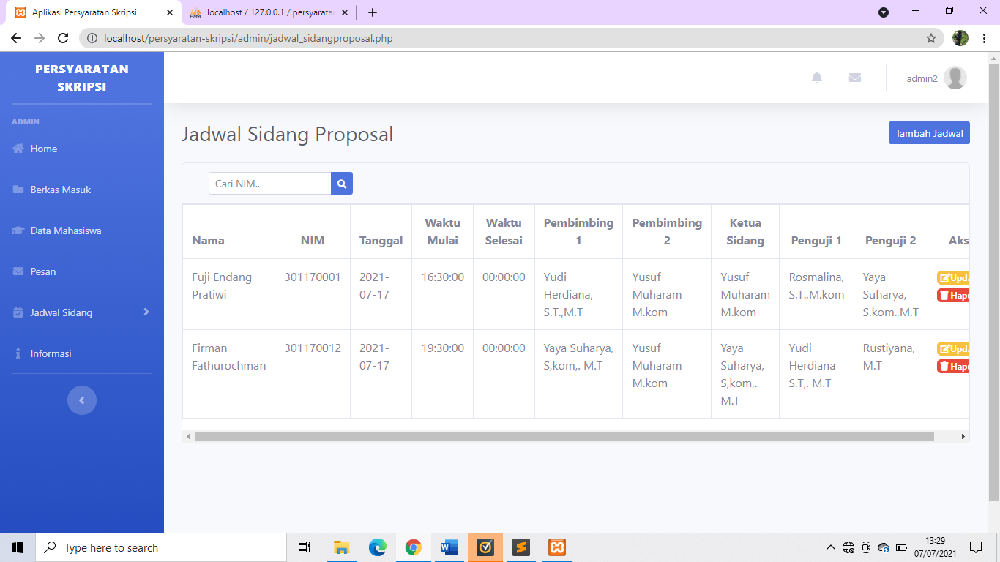 Aplikasi Persyaratan Skripsi
localhost / 127.0.0.1 / persyaratan
localhost/persyaratan-skripsi/admin/jadwal_sidangproposal.php
PERSYARATAN
SKRIPSI
admin2
ADMIN
Home
Berkas Masuk
Data Mahasiswa
Pesan
Jadwal Sidang
Informasi
Jadwal Sidang Proposal
Tambah Jadwal
Cari NIM..
Nama NIM Tanggal Waktu Mulai Waktu Selesai Pembimbing 1 Pembimbing 2 Ketua Sidang Penguji 1 Penguji 2 Aks
Fuji Endang Pratiwi 301170001 2021-07-17 16:30:00 00:00:00 Yudi Herdiana, S.T.,M.T Yusuf Muharam M.kom Yusuf Muharam M.kom Rosmalina, S.T.,M.kom Yaya Suharya, S.kom.,M.T Upda Hapu
Firman Fathurochman 301170012 2021-07-17 19:30:00 00:00:00 Yaya Suharya, S,kom,. M.T Yusuf Muharam M.kom Yaya Suharya, S,kom,. M.T Yudi Herdiana S.T,. M.T Rustiyana, M.T Upda Hapu
Type here to search
13:29
07/07/2021